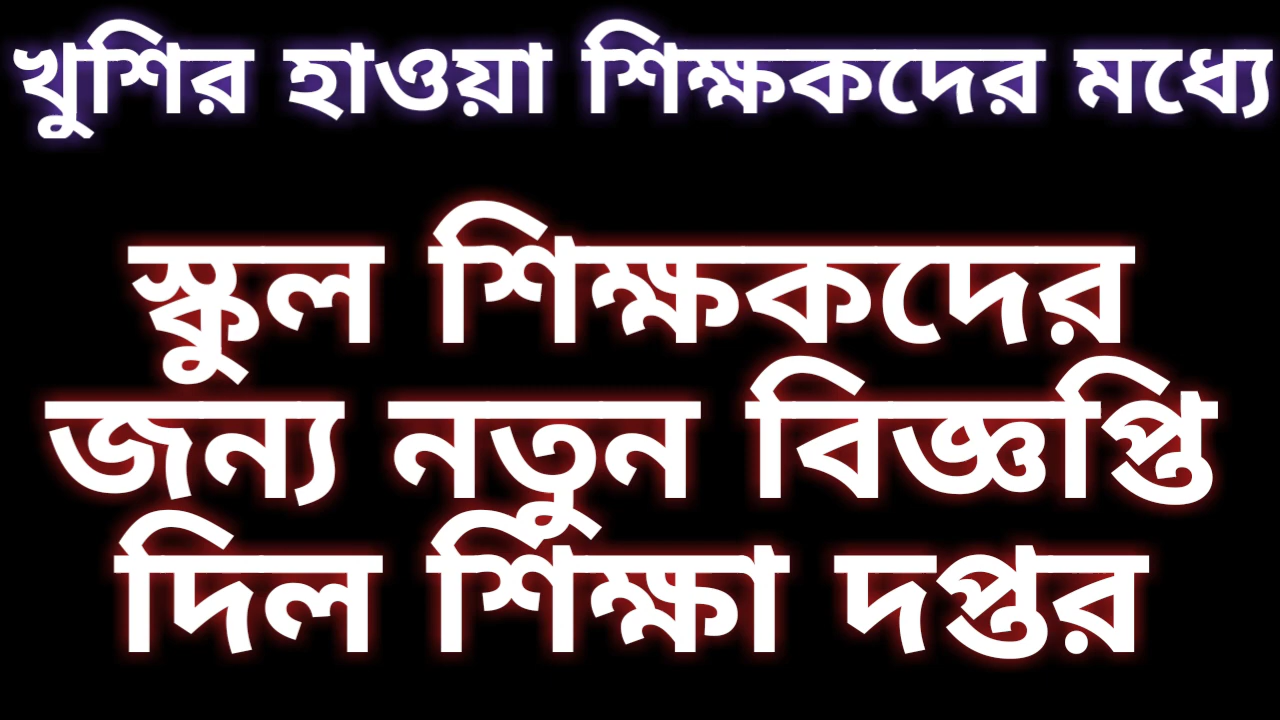 খুশির হাওয়া শিক্ষকদের মধ্যে
স্কুল শিক্ষকদের
জন্য নতুন বিজ্ঞপ্তি
দিল শিক্ষা দপ্তর